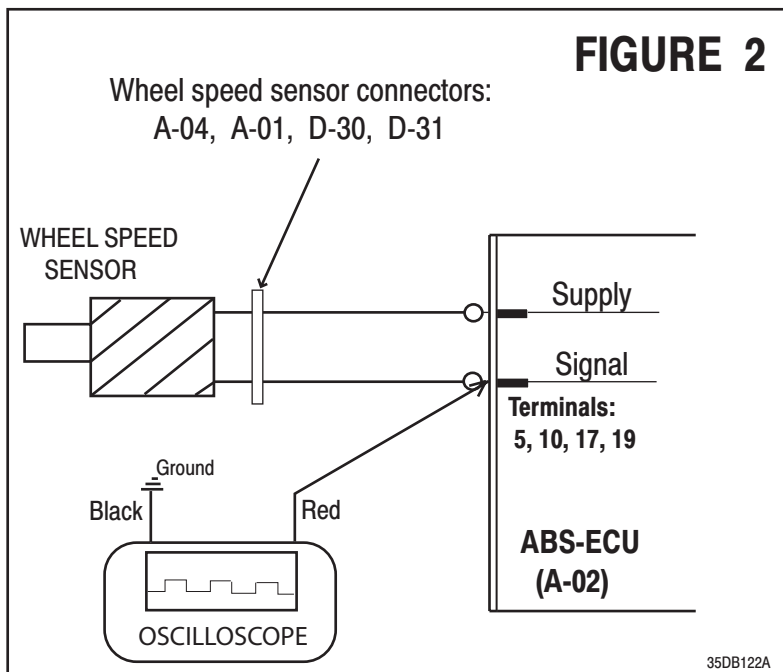 FIGURE 2
Wheel speed sensor connectors:
A-04, A-01, D-30, D-31
WHEEL SPEED
SENSOR
Supply
Signal
Terminals:
5, 10, 17, 19
Ground
Black
Red
ABS-ECU
(A-02)
OSCILLOSCOPE
35DB122A